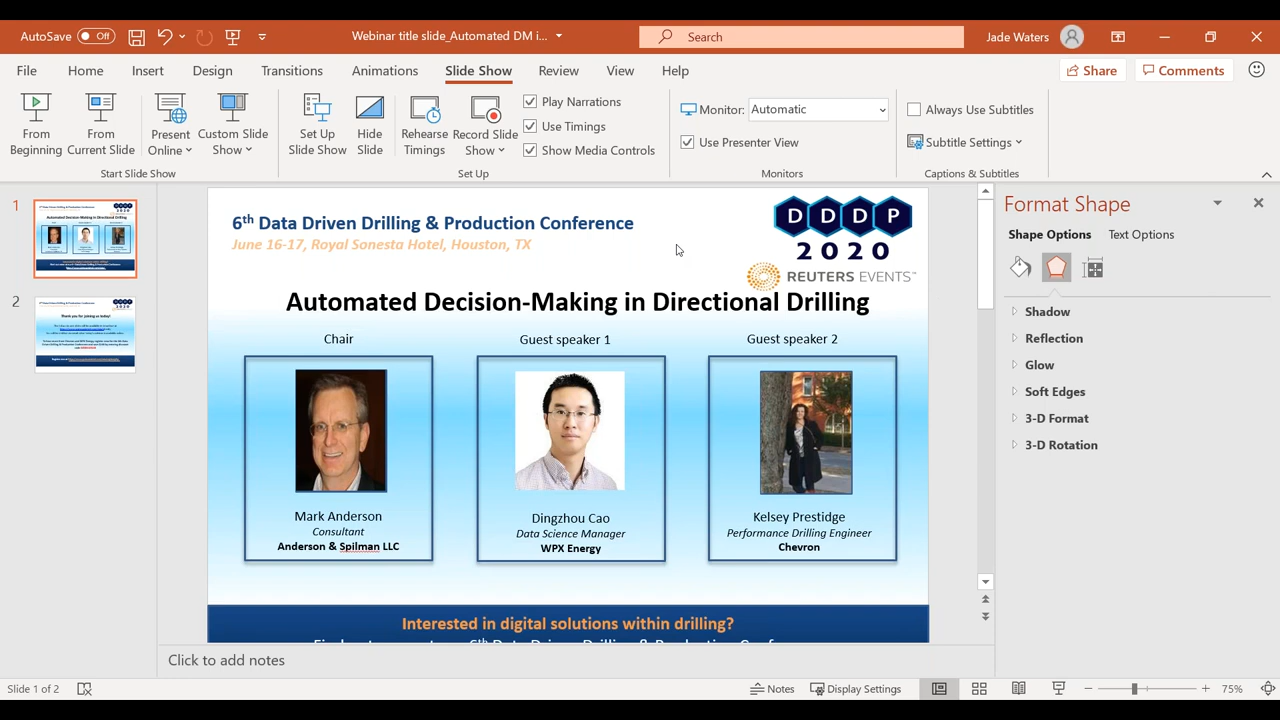 AutoSave Off Webinar title slide_Automated DM i... Search Jade Waters
File Home Insert Design Transitions Animations Slide Show Review View Help Share Comments
From Beginning
From Current Slide
Present Online
Custom Slide Show
Start Slide Show
Set Up Slide Show
Hide Slide
Rehearse Timings
Record Slide Show
Play Narrations
Use Timings
Show Media Controls
Set Up
Monitor: Automatic
Use Presenter View
Monitors
Always Use Subtitles
Subtitle Settings
Captions & Subtitles
1
2
6th Data Driven Drilling & Production Conference
June 16-17, Royal Sonesta Hotel, Houston, TX
DDDP
2020
REUTERS EVENTS™
Automated Decision-Making in Directional Drilling
Chair
Mark Anderson
Consultant
Anderson & Spilman LLC
Guest speaker 1
Dingzhou Cao
Data Science Manager
WPX Energy
Guest speaker 2
Kelsey Prestidge
Performance Drilling Engineer
Chevron
Interested in digital solutions within drilling?
Format Shape
Shape Options Text Options
Shadow
Reflection
Glow
Soft Edges
3-D Format
3-D Rotation
Click to add notes
Slide 1 of 2 Notes Display Settings 75%